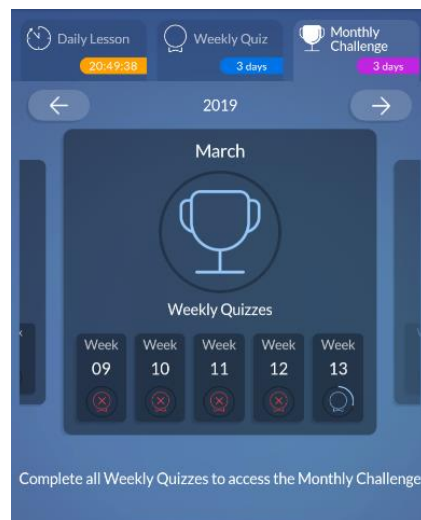 Daily Lesson
20:49:38
Weekly Quiz
3 days
Monthly
Challenge
3 days
2019
March
Weekly Quizzes
Week Week Week Week Week
09 10 11 12 13
Complete all Weekly Quizzes to access the Monthly Challenge